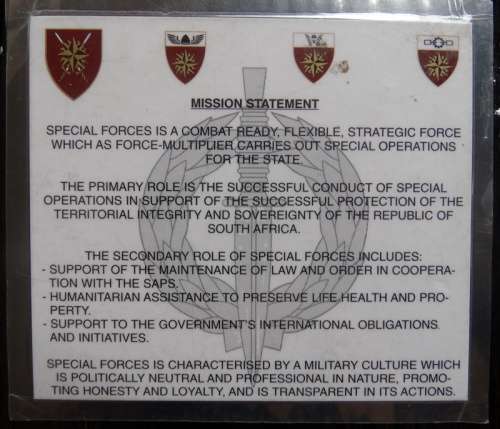 MISSION STATEMENT
SPECIAL FORCES IS A COMBAT READY, FLEXIBLE, STRATEGIC FORCE
WHICH AS FORCE-MULTIPLIER CARRIES OUT SPECIAL OPERATIONS
FOR THE STATE.
THE PRIMARY ROLE IS THE SUCCESSFUL CONDUCT OF SPECIAL
OPERATIONS IN SUPPORT OF THE SUCCESSFUL PROTECTION OF THE
TERRITORIAL INTEGRITY AND SOVEREIGNTY OF THE REPUBLIC OF
SOUTH AFRICA.
THE SECONDARY ROLE OF SPECIAL FORCES INCLUDES:
- SUPPORT OF THE MAINTENANCE OF LAW AND ORDER IN COOPERA-
TION WITH THE SAPS.
- HUMANITARIAN ASSISTANCE TO PRESERVE LIFE HEALTH AND PRO-
PERTY.
- SUPPORT TO THE GOVERNMENT'S INTERNATIONAL OBLIGATIONS
AND INITIATIVES.
SPECIAL FORCES IS CHARACTERISED BY A MILITARY CULTURE WHICH
IS POLITICALLY NEUTRAL AND PROFESSIONAL IN NATURE, PROMO-
TING HONESTY AND LOYALTY, AND IS TRANSPARENT IN ITS ACTIONS.